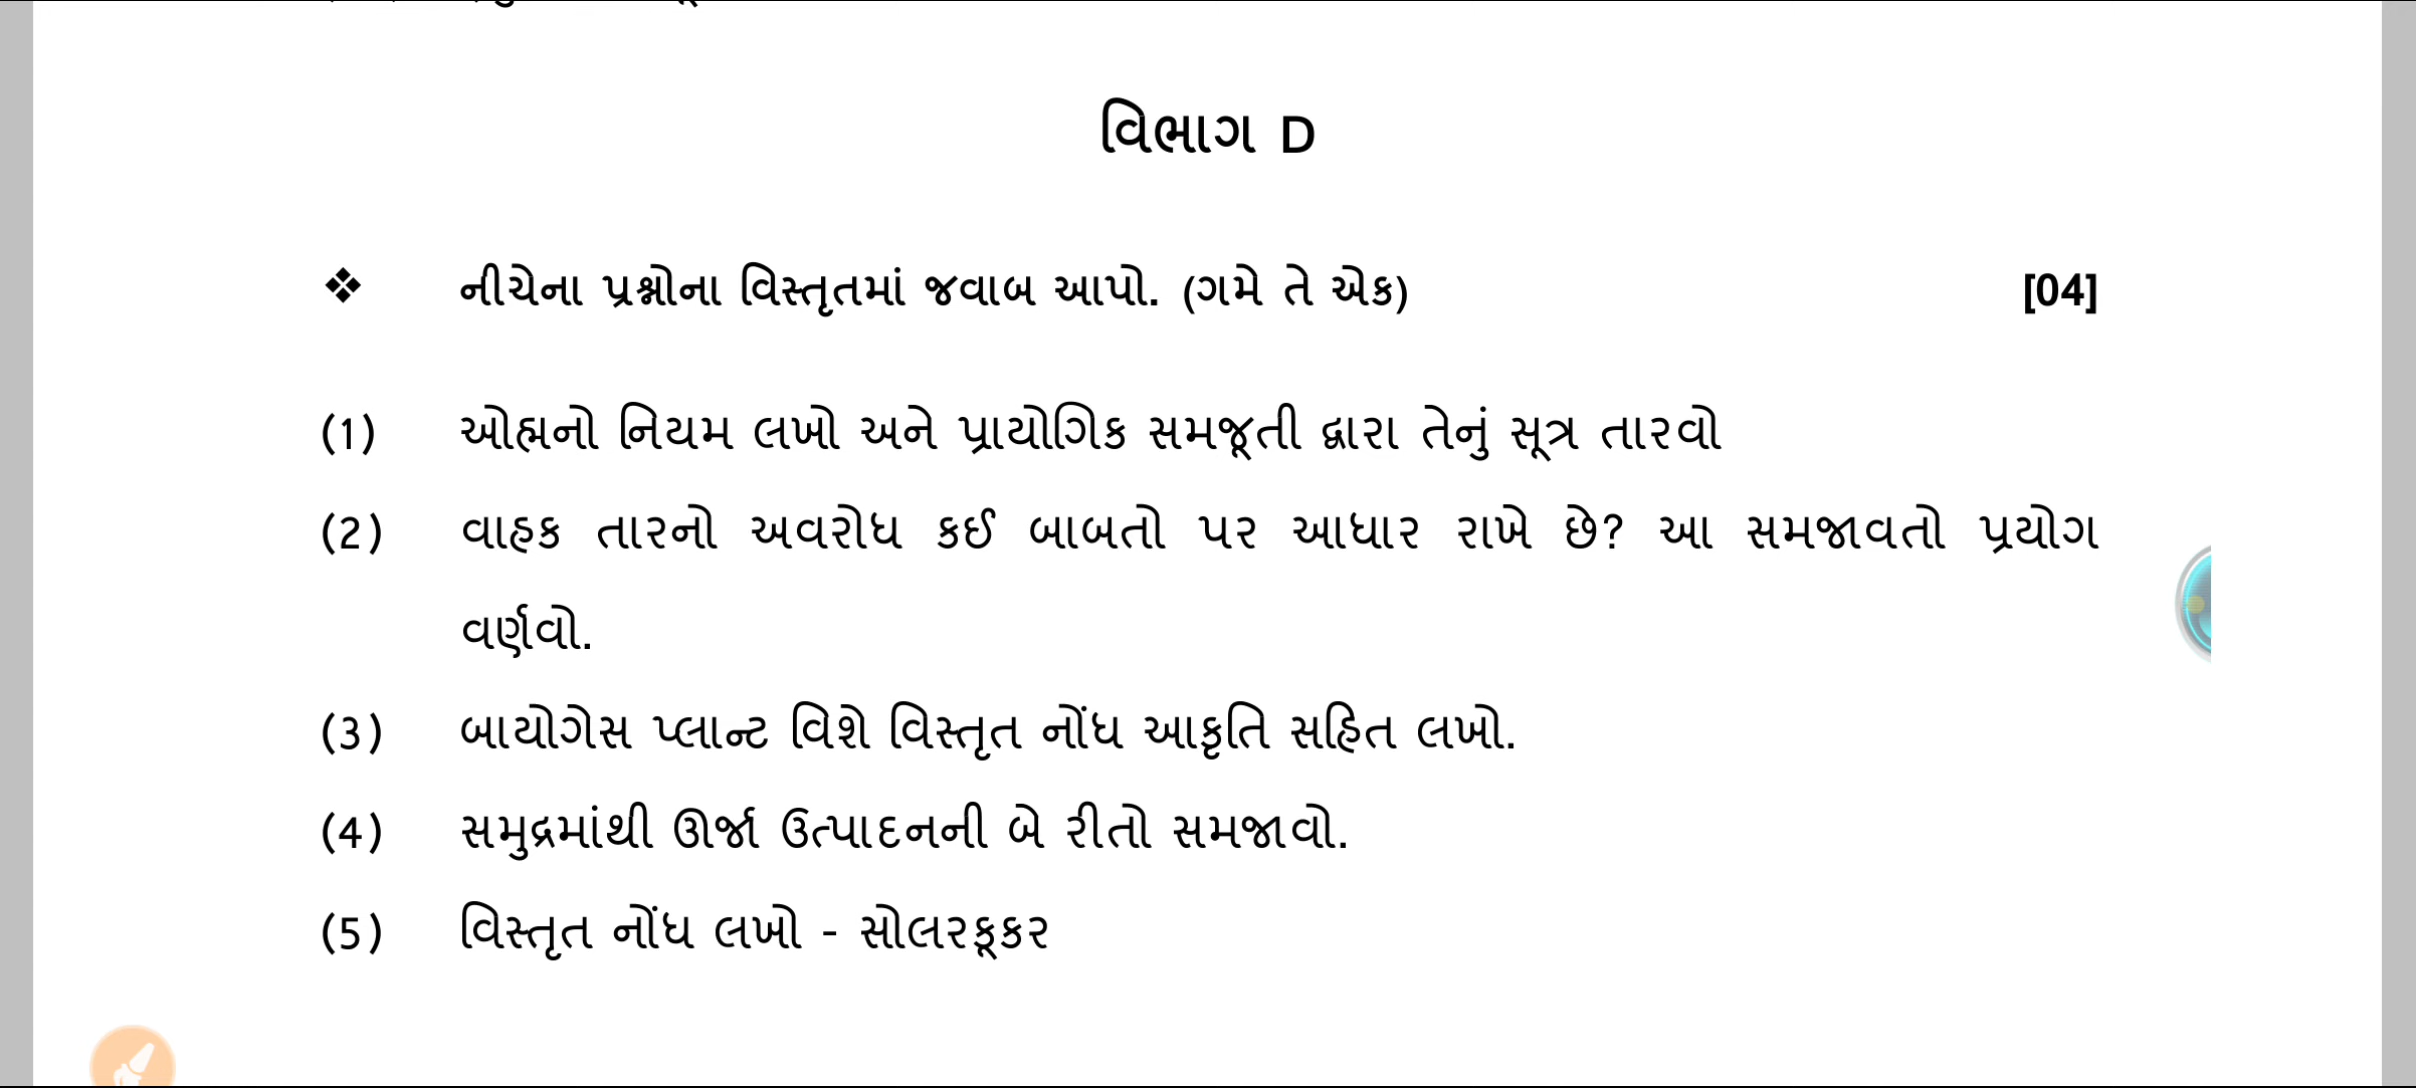 વિભાગ D
❖ નીચેના પ્રશ્નોના વિસ્તૃતમાં જવાબ આપો. (ગમે તે એક) [04]
(1) ઓહ્મનો નિયમ લખો અને પ્રાયોગિક સમજૂતી દ્વારા તેનું સૂત્ર તારવો
(2) વાહક તારનો અવરોધ કઈ બાબતો પર આધાર રાખે છે? આ સમજાવતો પ્રયોગ
વર્ણવો.
(3) બાયોગેસ પ્લાન્ટ વિશે વિસ્તૃત નોંધ આકૃતિ સહિત લખો.
(4) સમુદ્રમાંથી ઊર્જા ઉત્પાદનની બે રીતો સમજાવો.
(5) વિસ્તૃત નોંધ લખો - સોલરકૂકર